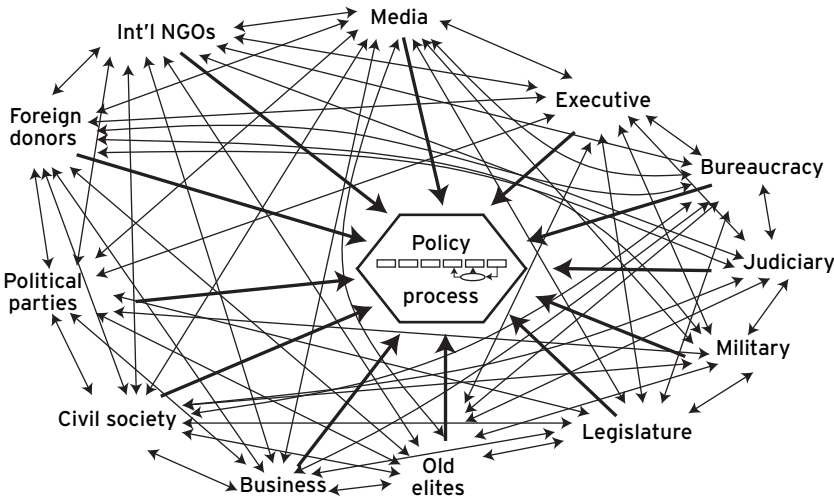 Media
Int'l NGOs
Executive
Foreign
donors
Bureaucracy
Policy
process
Judiciary
Political
parties
Military
Civil society
Legislature
Old
elites
Business